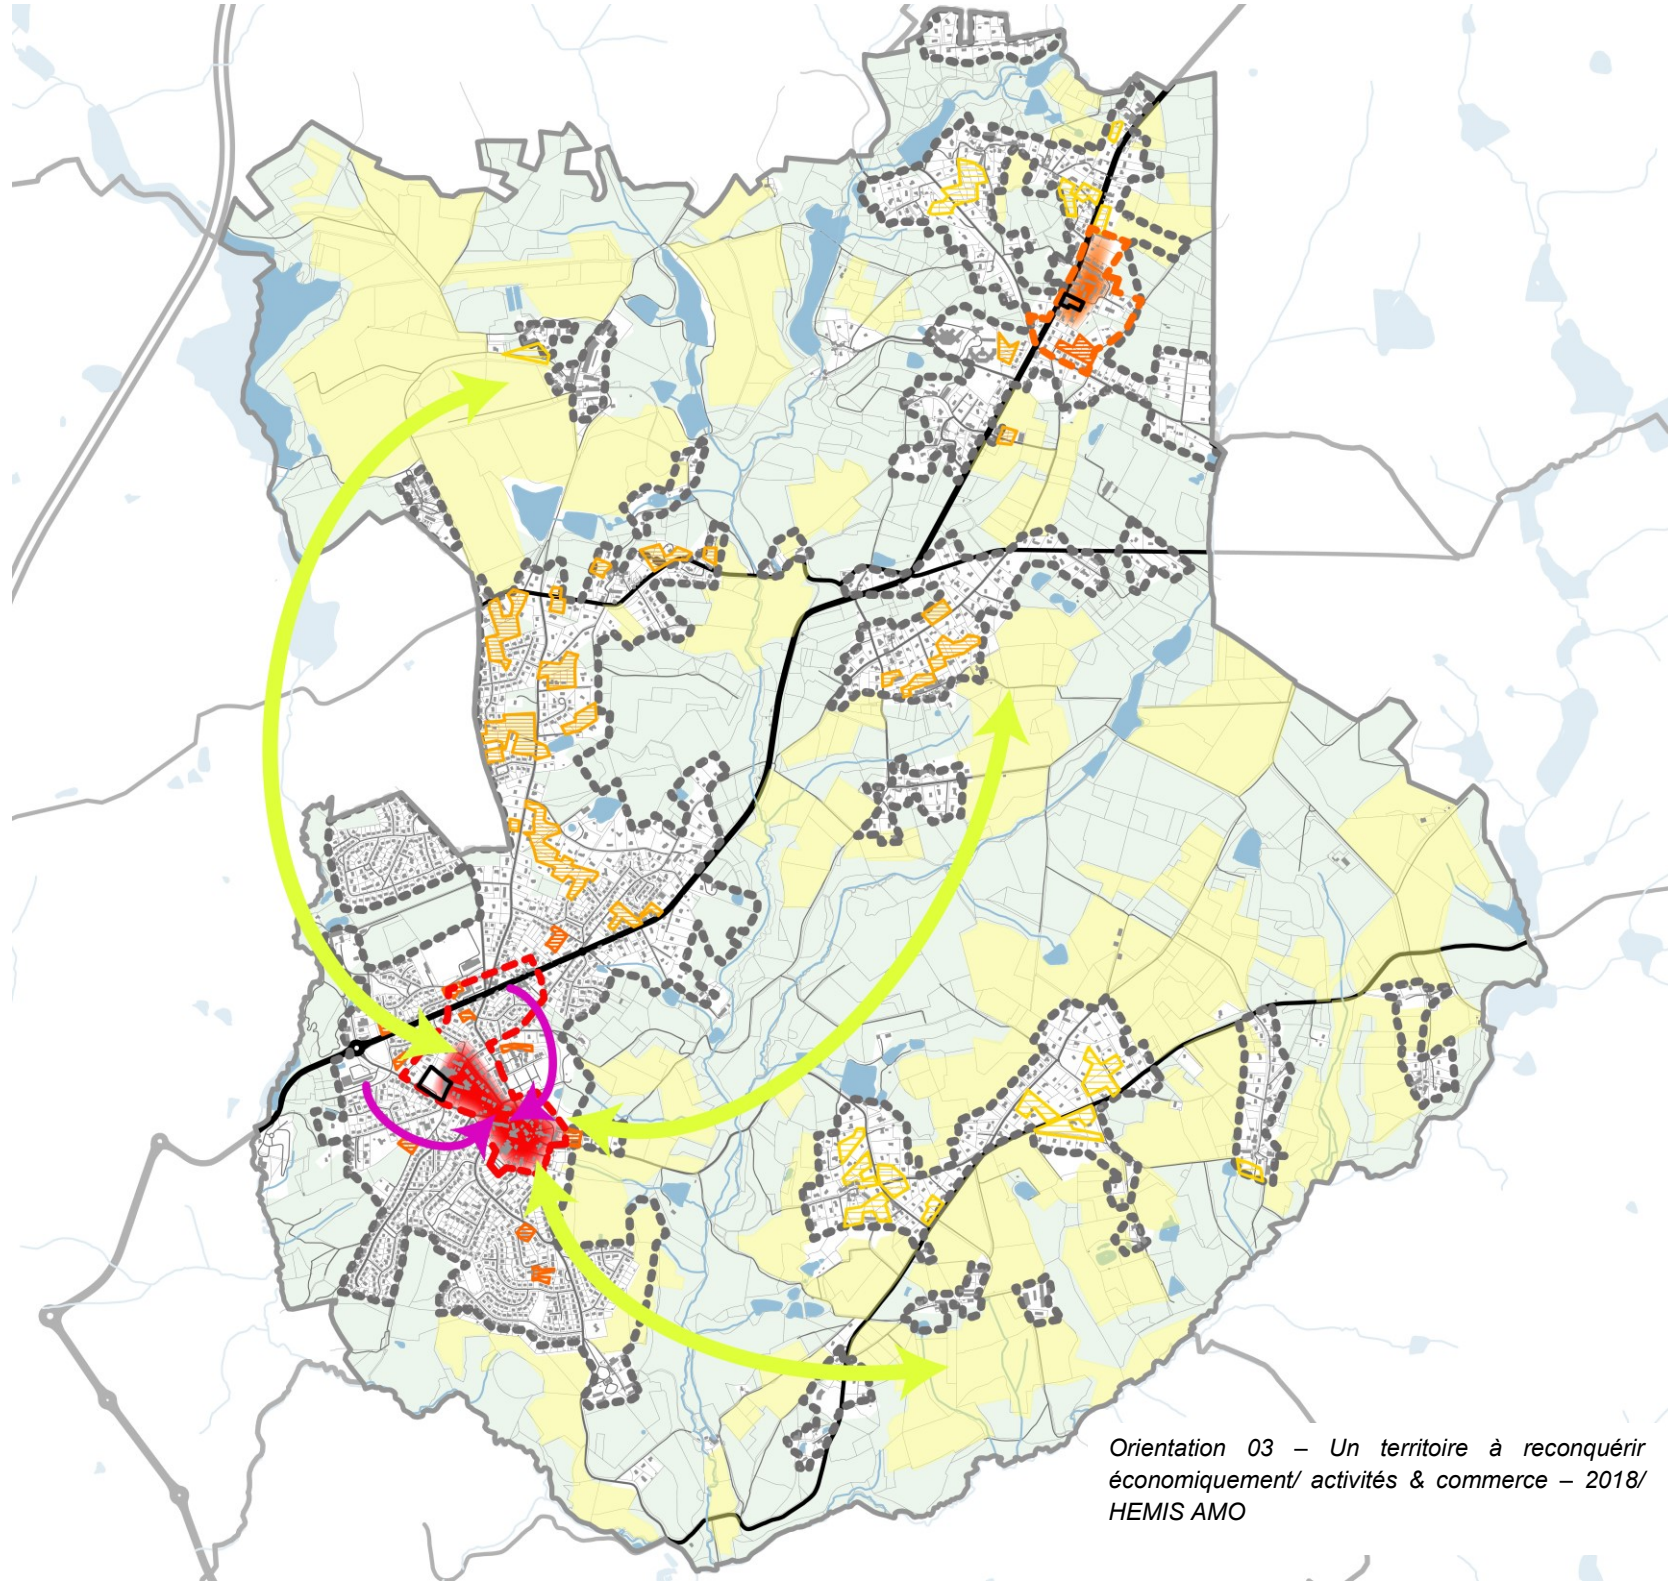 Orientation 03 – Un territoire à reconquérir
économiquement/ activités & commerce – 2018/
HEMIS AMO